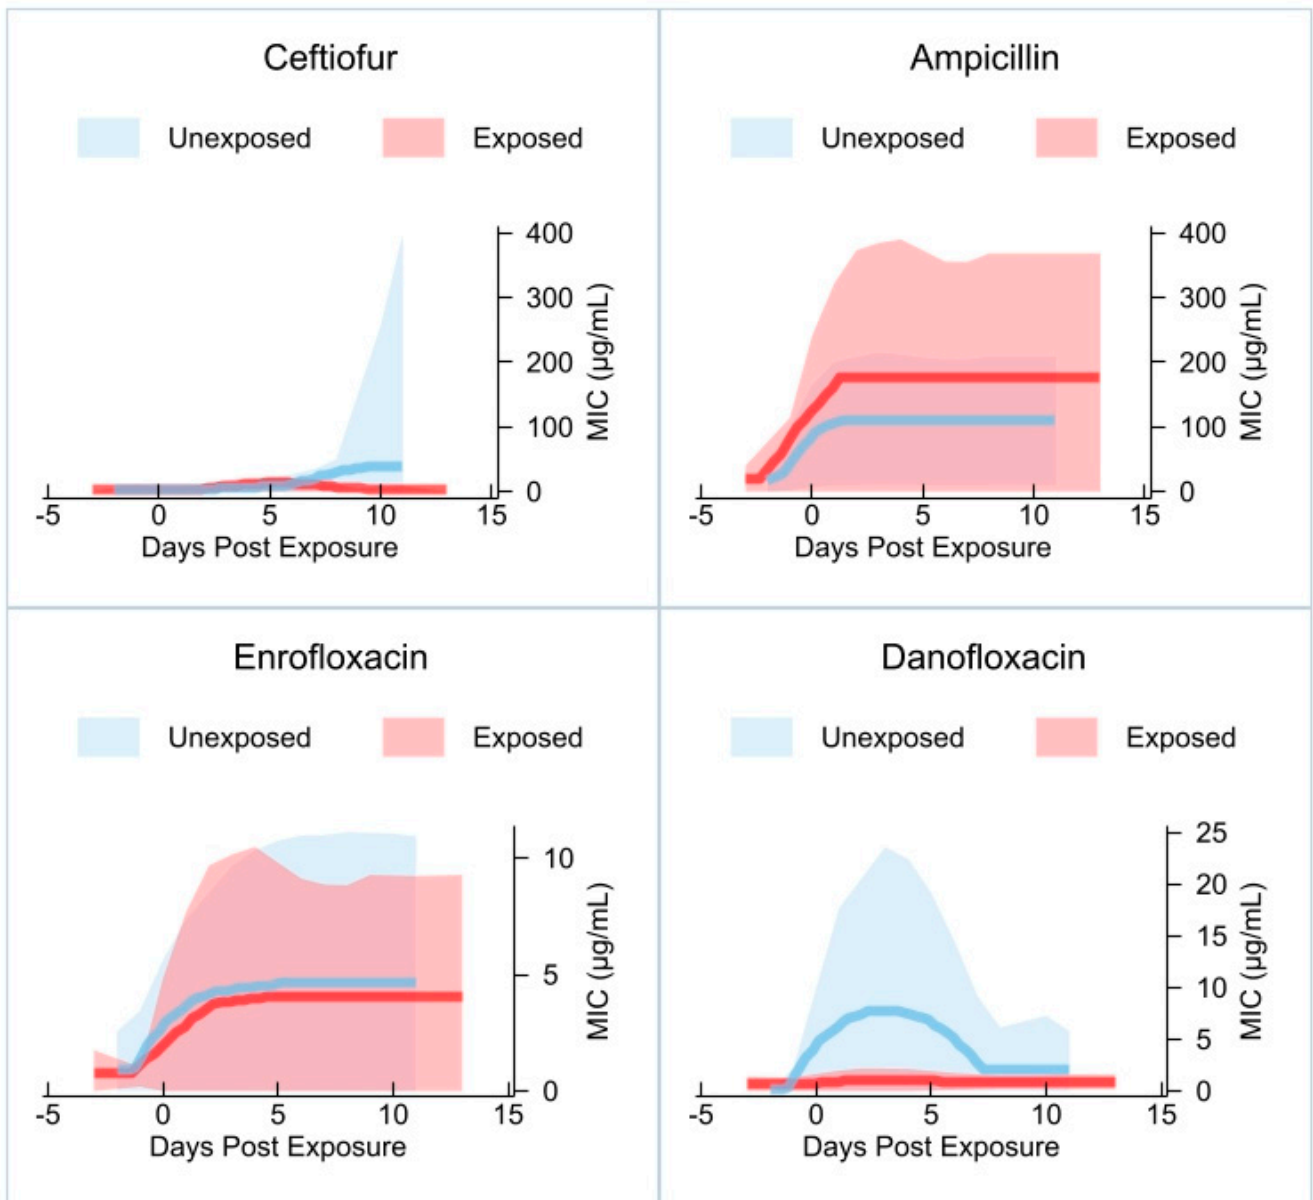 Ceftiofur
Unexposed Exposed
400
300
200
100
0
MIC (µg/mL)
-5 0 5 10 15
Days Post Exposure
Ampicillin
Unexposed Exposed
400
300
200
100
0
MIC (µg/mL)
-5 0 5 10 15
Days Post Exposure
Enrofloxacin
Unexposed Exposed
10
5
0
MIC (µg/mL)
-5 0 5 10 15
Days Post Exposure
Danofloxacin
Unexposed Exposed
25
20
15
10
5
0
MIC (µg/mL)
-5 0 5 10 15
Days Post Exposure